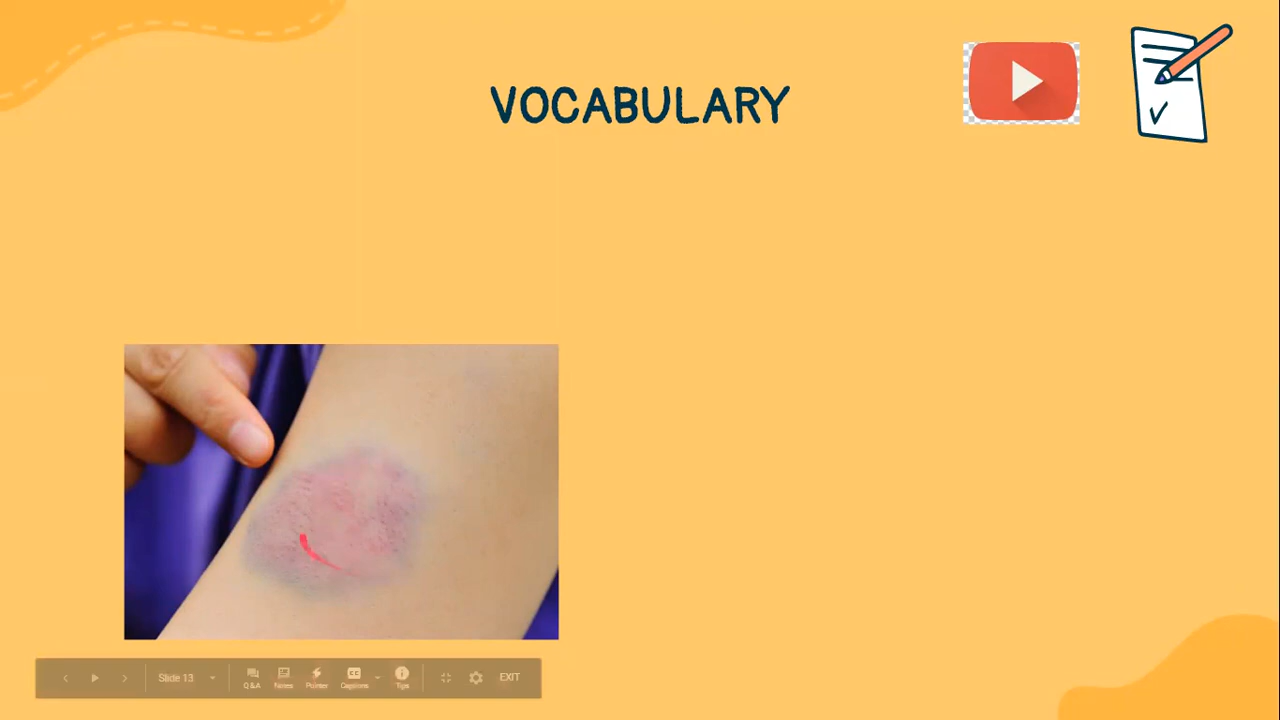 VOCABULARY
Slide 13
Q&A
Notes
Pointer
Captions
Tips
EXIT